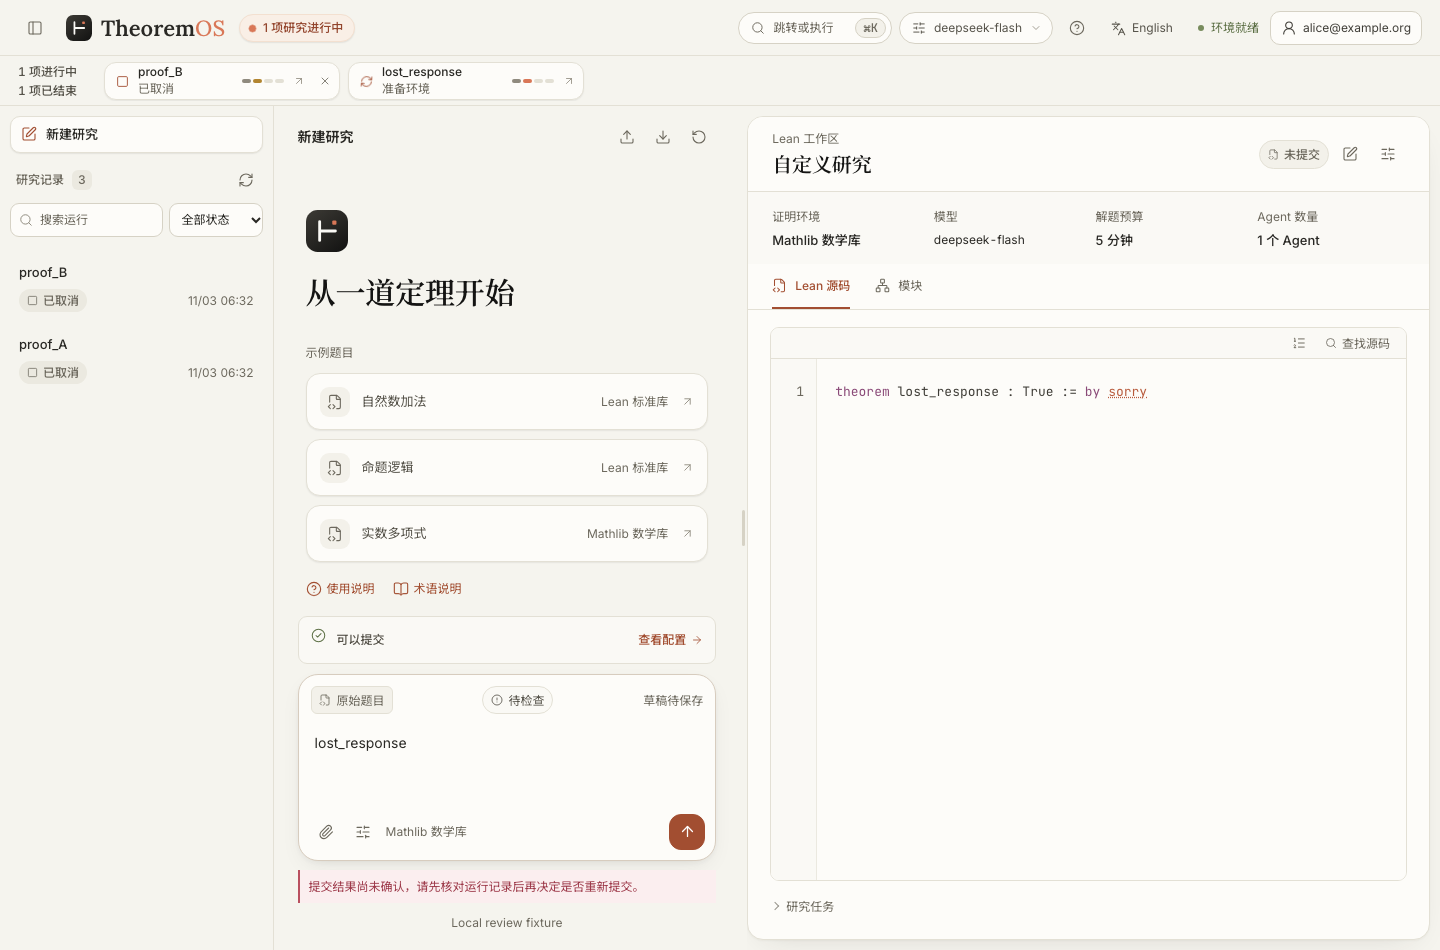 TheoremOS
1 项研究进行中
跳转或执行 ⌘K
deepseek-flash
English
环境就绪
alice@example.org
1 项进行中
1 项已结束
proof_B
已取消
lost_response
准备环境
新建研究
研究记录 3
搜索运行
全部状态
proof_B
已取消 11/03 06:32
proof_A
已取消 11/03 06:32
新建研究
从一道定理开始
示例题目
自然数加法 Lean 标准库
命题逻辑 Lean 标准库
实数多项式 Mathlib 数学库
使用说明 术语说明
可以提交 查看配置
原始题目 待检查 草稿待保存
lost_response
Mathlib 数学库
提交结果尚未确认，请先核对运行记录后再决定是否重新提交。
Local review fixture
Lean 工作区
自定义研究
未提交
证明环境 模型 解题预算 Agent 数量
Mathlib 数学库 deepseek-flash 5 分钟 1 个 Agent
Lean 源码 模块
查找源码
1 theorem lost_response : True := by sorry
研究任务